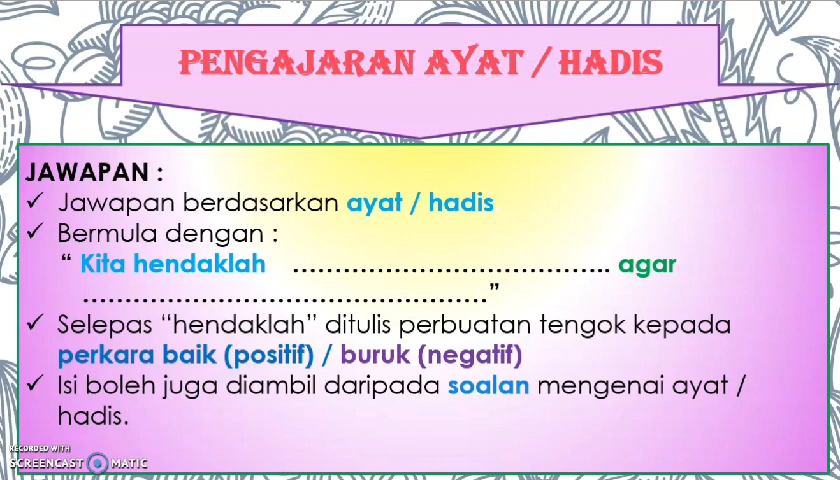 PENGAJARAN AYAT / HADIS
JAWAPAN :
✓ Jawapan berdasarkan ayat / hadis
✓ Bermula dengan :
“ Kita hendaklah ……………………………….. agar
…………………………………………”
✓ Selepas “hendaklah” ditulis perbuatan tengok kepada
perkara baik (positif) / buruk (negatif)
✓ Isi boleh juga diambil daripada soalan mengenai ayat /
hadis.
RECORDED WITH
SCREENCAST MATIC